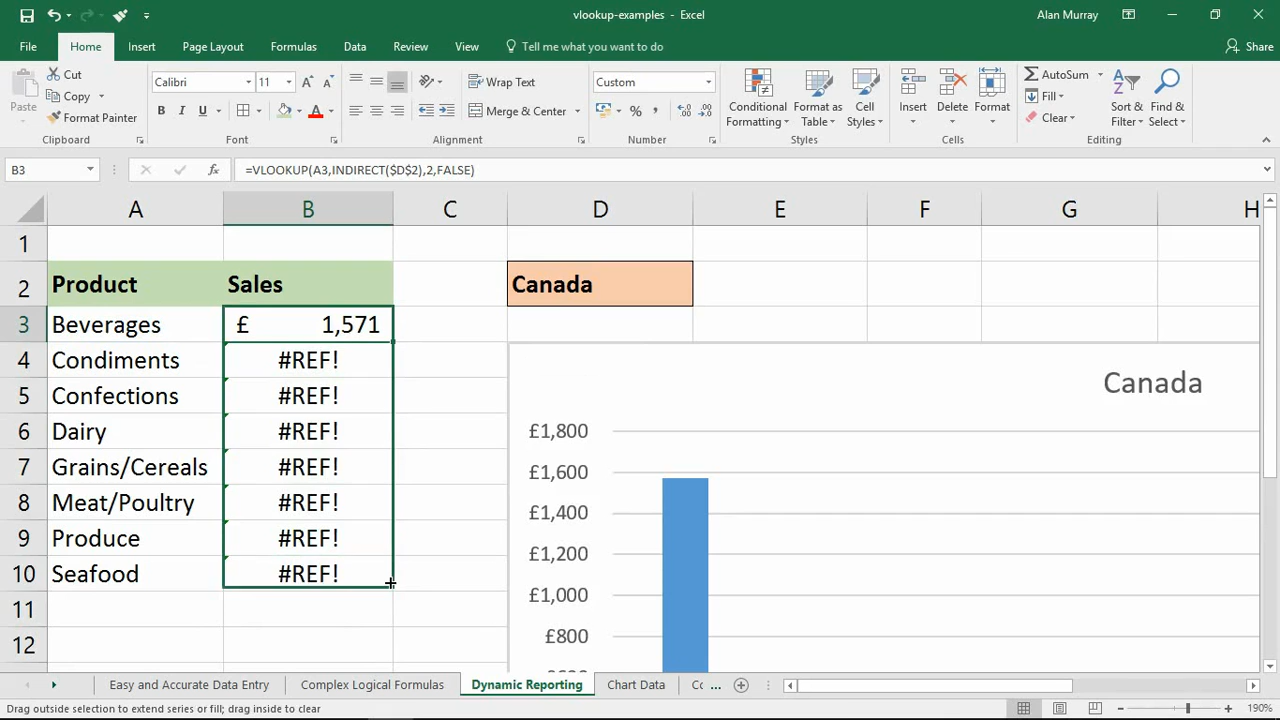 vlookup-examples - Excel
Alan Murray
File Home Insert Page Layout Formulas Data Review View Tell me what you want to do Share
Paste
Cut
Copy
Format Painter
Clipboard
Calibri 11
B I U
Font
Wrap Text
Merge & Center
Alignment
Custom
Number
Conditional Formatting
Format as Table
Cell Styles
Styles
Insert
Delete
Format
Cells
AutoSum
Fill
Clear
Sort & Filter
Find & Select
Editing
B3 fx =VLOOKUP(A3,INDIRECT($D$2),2,FALSE)
A B C D E F G H
1
2 Product Sales Canada
3 Beverages £ 1,571
4 Condiments #REF!
5 Confections #REF!
6 Dairy #REF!
7 Grains/Cereals #REF!
8 Meat/Poultry #REF!
9 Produce #REF!
10 Seafood #REF!
11
12
Canada
£1,800
£1,600
£1,400
£1,200
£1,000
£800
Easy and Accurate Data Entry Complex Logical Formulas Dynamic Reporting Chart Data ...
Drag outside selection to extend series or fill; drag inside to clear
190%